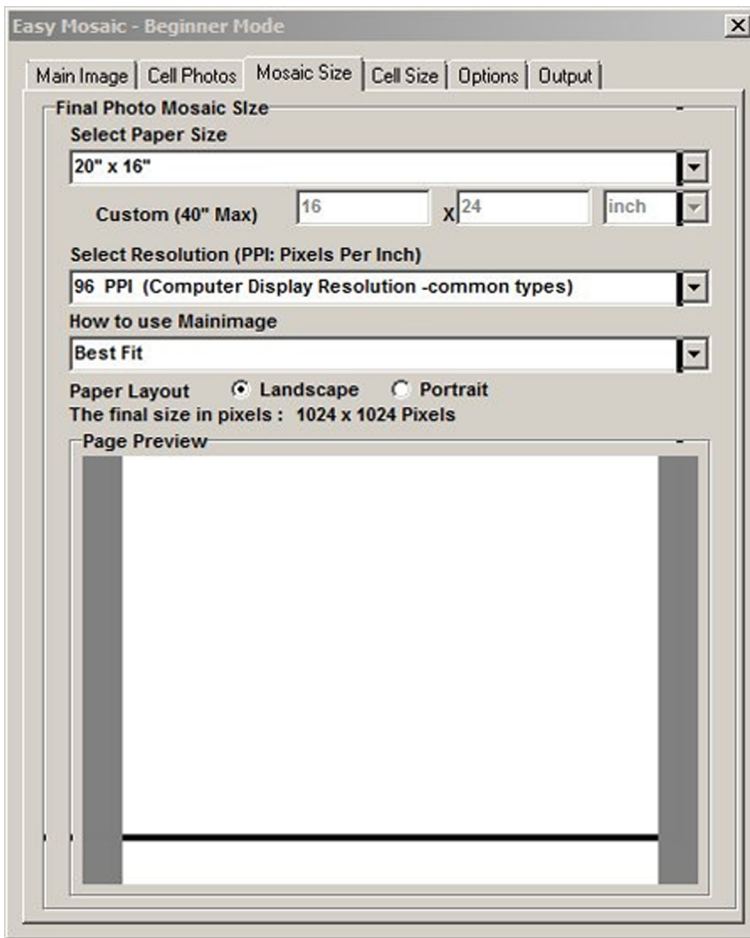 Easy Mosaic - Beginner Mode
Main Image Cell Photos Mosaic Size Cell Size Options Output
Final Photo Mosaic SIze
Select Paper Size
20" x 16"
Custom (40" Max) 16 x 24 inch
Select Resolution (PPI: Pixels Per Inch)
96 PPI (Computer Display Resolution -common types)
How to use Mainimage
Best Fit
Paper Layout Landscape Portrait
The final size in pixels : 1024 x 1024 Pixels
Page Preview